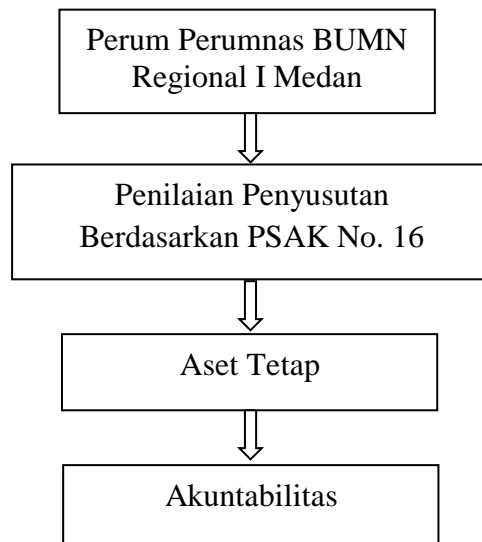 Perum Perumnas BUMN
Regional I Medan
Penilaian Penyusutan
Berdasarkan PSAK No. 16
Aset Tetap
Akuntabilitas